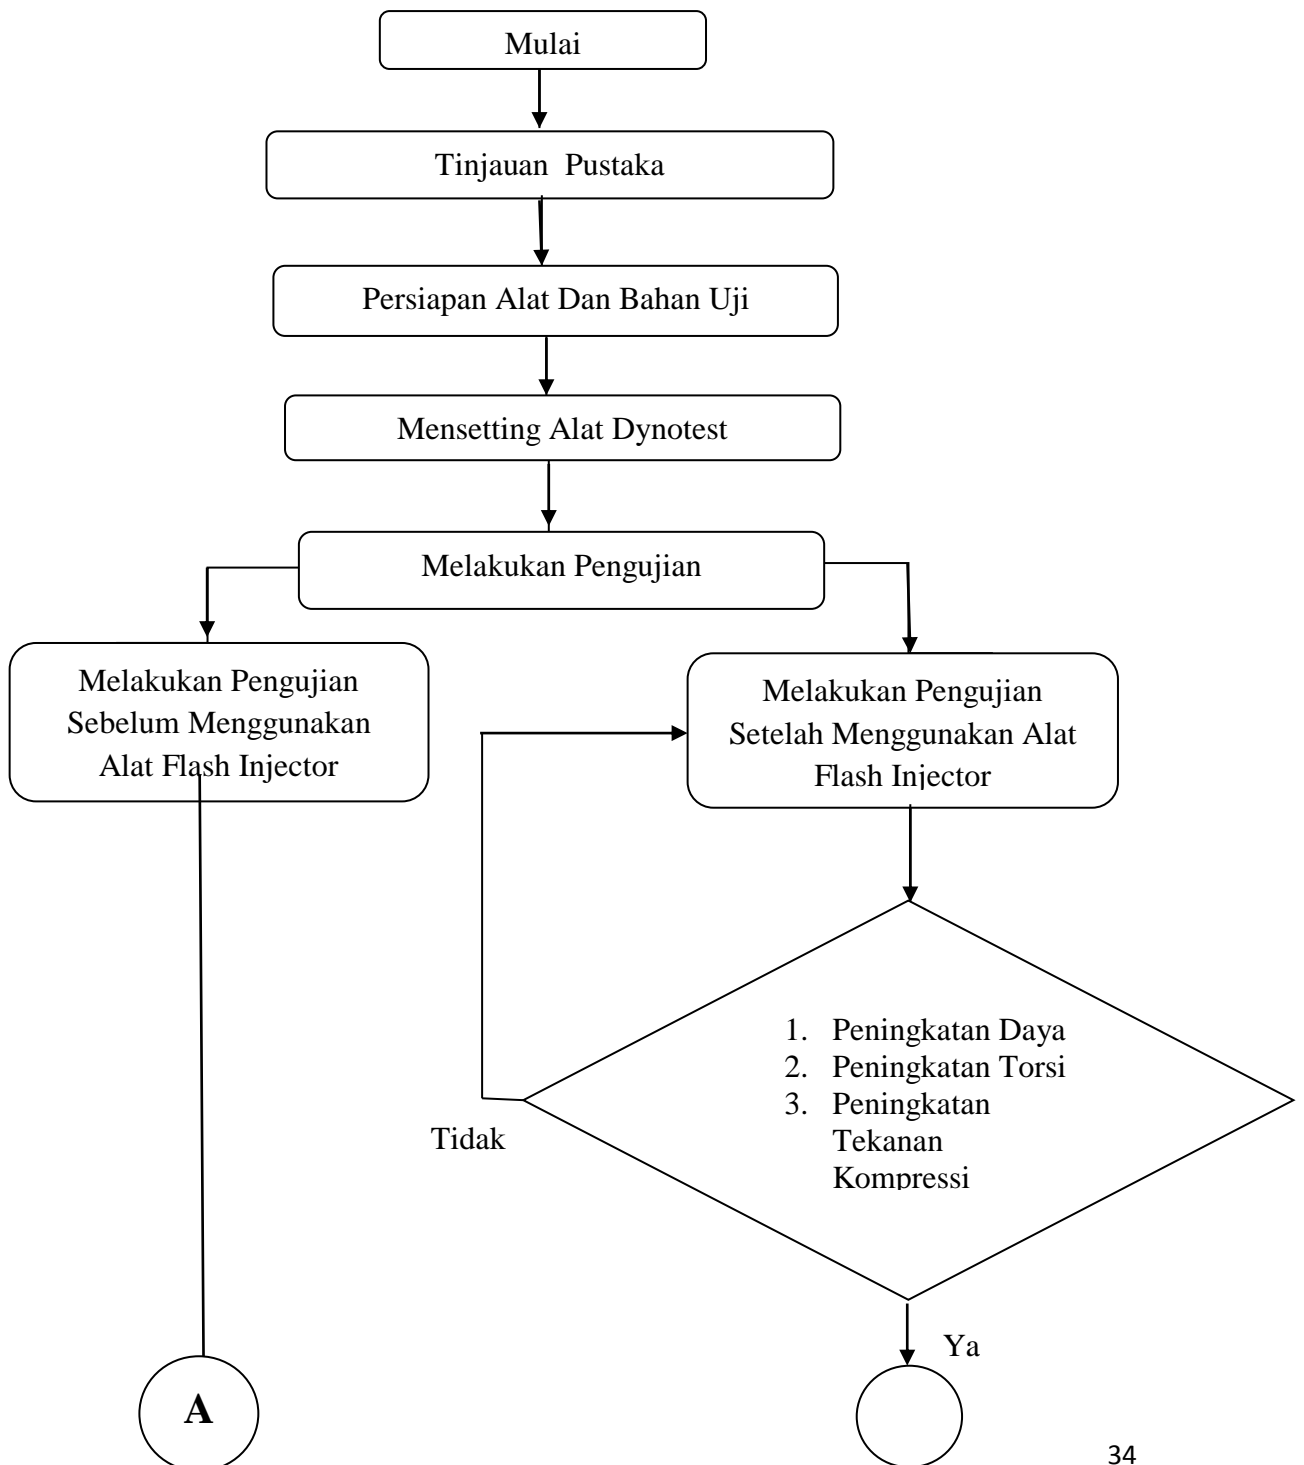 Mulai
Tinjauan Pustaka
Persiapan Alat Dan Bahan Uji
Mensetting Alat Dynotest
Melakukan Pengujian
Melakukan Pengujian
Sebelum Menggunakan
Alat Flash Injector
Melakukan Pengujian
Setelah Menggunakan Alat
Flash Injector
1. Peningkatan Daya
2. Peningkatan Torsi
3. Peningkatan
Tekanan
Kompressi
Tidak
Ya
A
34